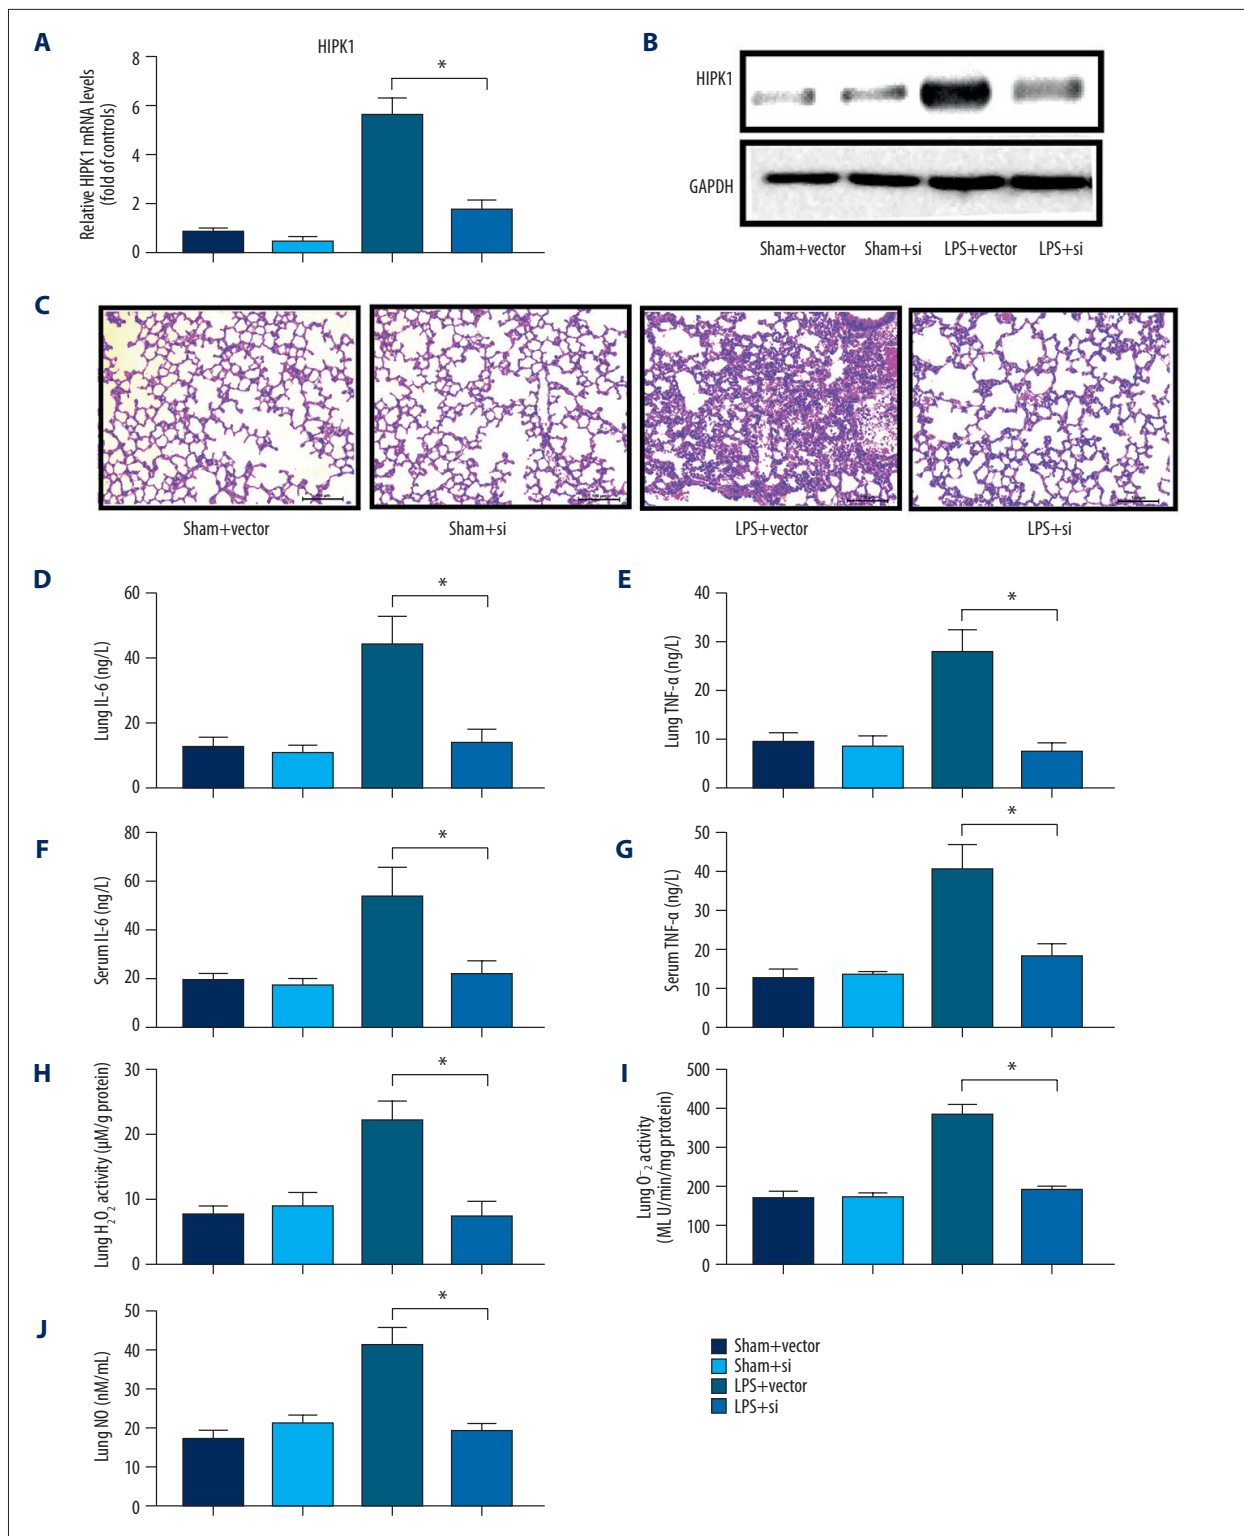 A
HIPK1
Relative HIPK1 mRNA levels
(fold of controls)
8
6
4
2
0
*
B
HIPK1
GAPDH
Sham+vector
Sham+si
LPS+vector
LPS+si
C
Sham+vector
Sham+si
LPS+vector
LPS+si
D
Lung IL-6 (ng/L)
60
40
20
0
*
E
Lung TNF-α (ng/L)
40
30
20
10
0
*
F
Serum IL-6 (ng/L)
80
60
40
20
0
*
G
Serum TNF-α (ng/L)
50
40
30
20
10
0
*
H
Lung H₂O₂ activity (μM/g protein)
30
20
10
0
*
I
Lung O⁻₂ activity
(ML U/min/mg prtotein)
500
400
300
200
100
0
*
J
Lung NO (nM/mL)
50
40
30
20
10
0
*
Sham+vector
Sham+si
LPS+vector
LPS+si